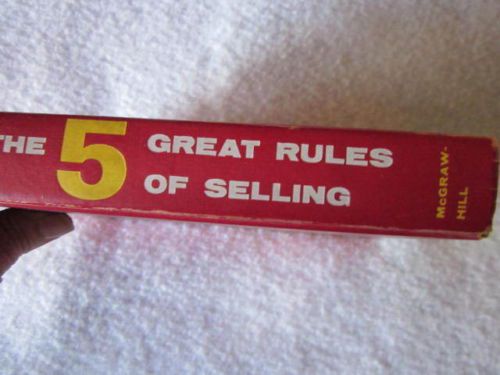 THE 5 GREAT RULES
OF SELLING
McGRAW-
HILL